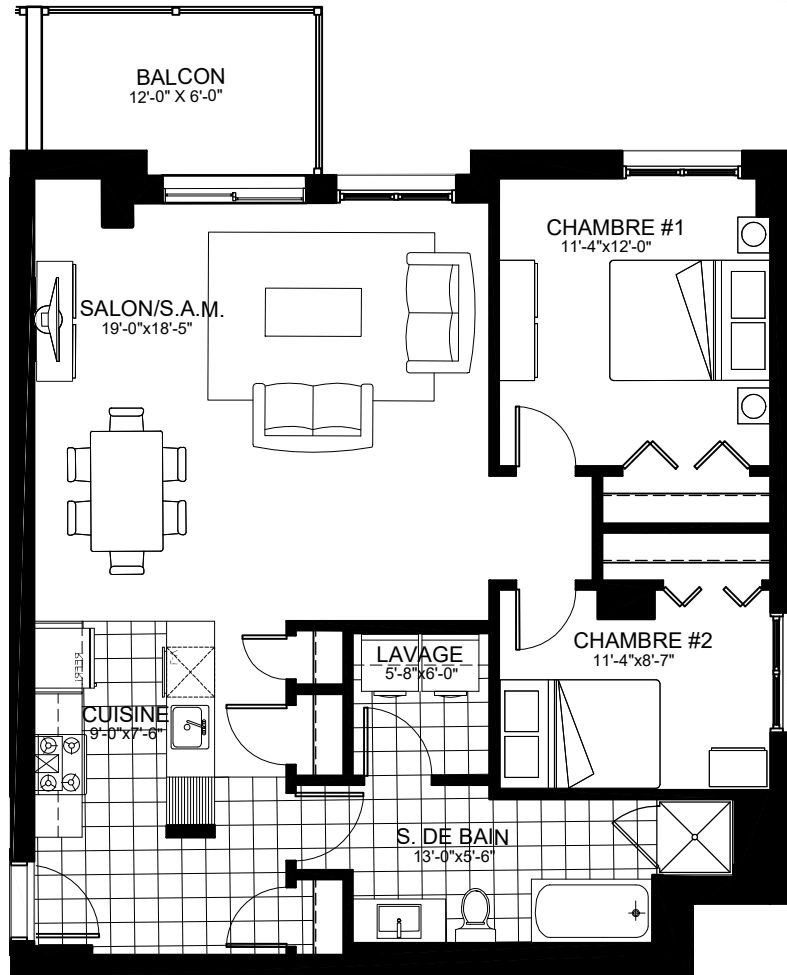 BALCON
12'-0" X 6'-0"
CHAMBRE #1
11'-4"x12'-0"
SALON/S.A.M.
19'-0"x18'-5"
CHAMBRE #2
11'-4"x8'-7"
LAVAGE
5'-8"x6'-0"
CUISINE
9'-0"x7'-6"
S. DE BAIN
13'-0"x5'-6"